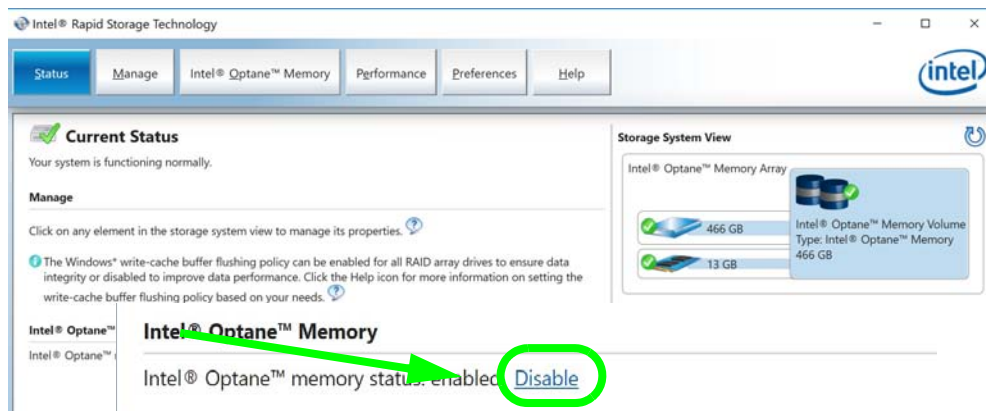 Intel® Rapid Storage Technology
Status
Manage
Intel® Optane™ Memory
Performance
Preferences
Help
intel
Current Status
Your system is functioning normally.
Manage
Click on any element in the storage system view to manage its properties.
The Windows* write-cache buffer flushing policy can be enabled for all RAID array drives to ensure data
integrity or disabled to improve data performance. Click the Help icon for more information on setting the
write-cache buffer flushing policy based on your needs.
Intel® Optane™
Intel® Optane™
Storage System View
Intel® Optane™ Memory Array
466 GB
13 GB
Intel® Optane™ Memory Volume
Type: Intel® Optane™ Memory
466 GB
Intel® Optane™ Memory
Intel® Optane™ memory status: enabled Disable